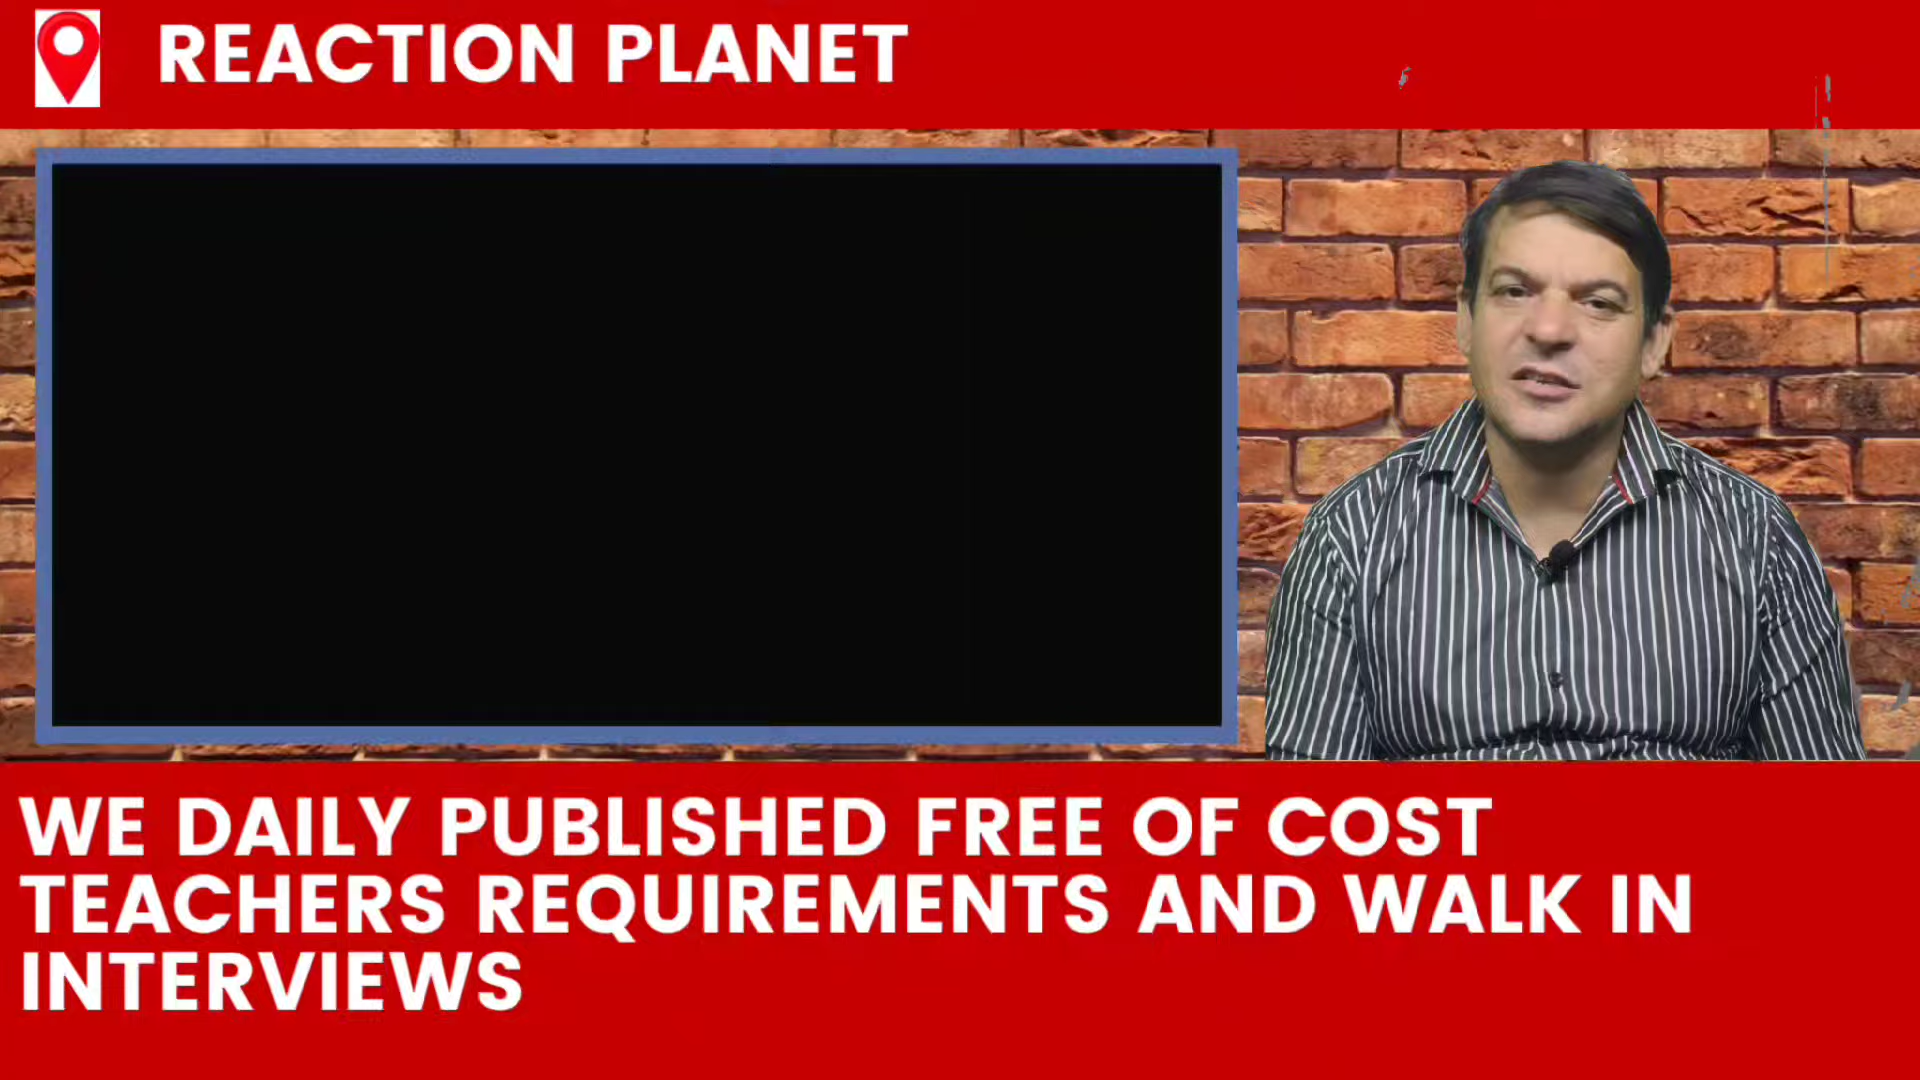 REACTION PLANET
WE DAILY PUBLISHED FREE OF COST
TEACHERS REQUIREMENTS AND WALK IN
INTERVIEWS